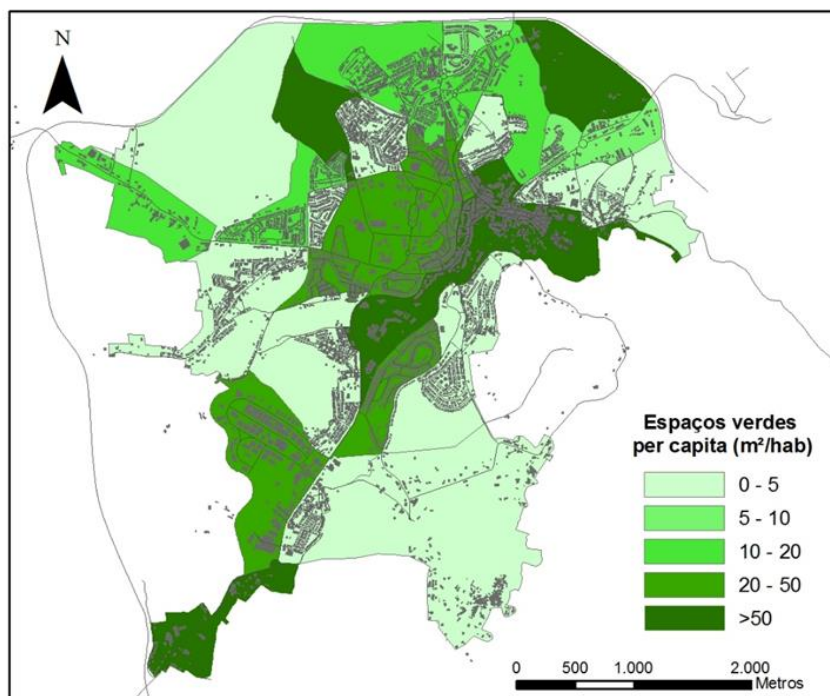 N
Espaços verdes
per capita (m²/hab)
0 - 5
5 - 10
10 - 20
20 - 50
>50
0 500 1.000 2.000
Metros